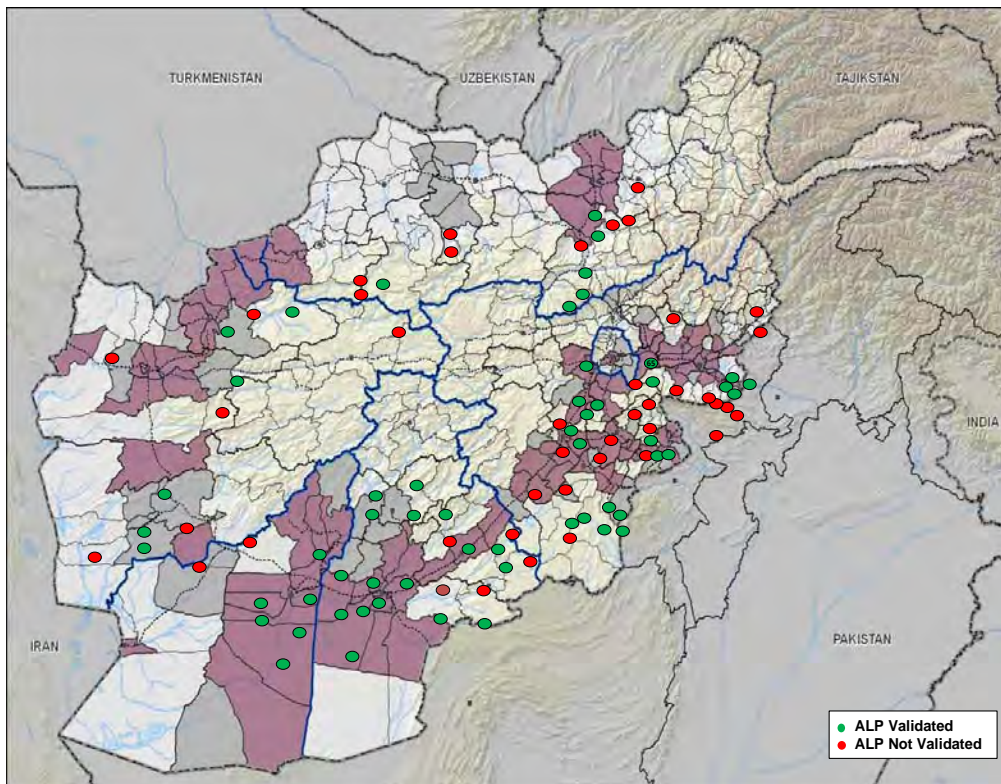 TURKMENISTAN
UZBEKISTAN
TAJIKSTAN
INDIA
IRAN
PAKISTAN
ALP Validated
ALP Not Validated